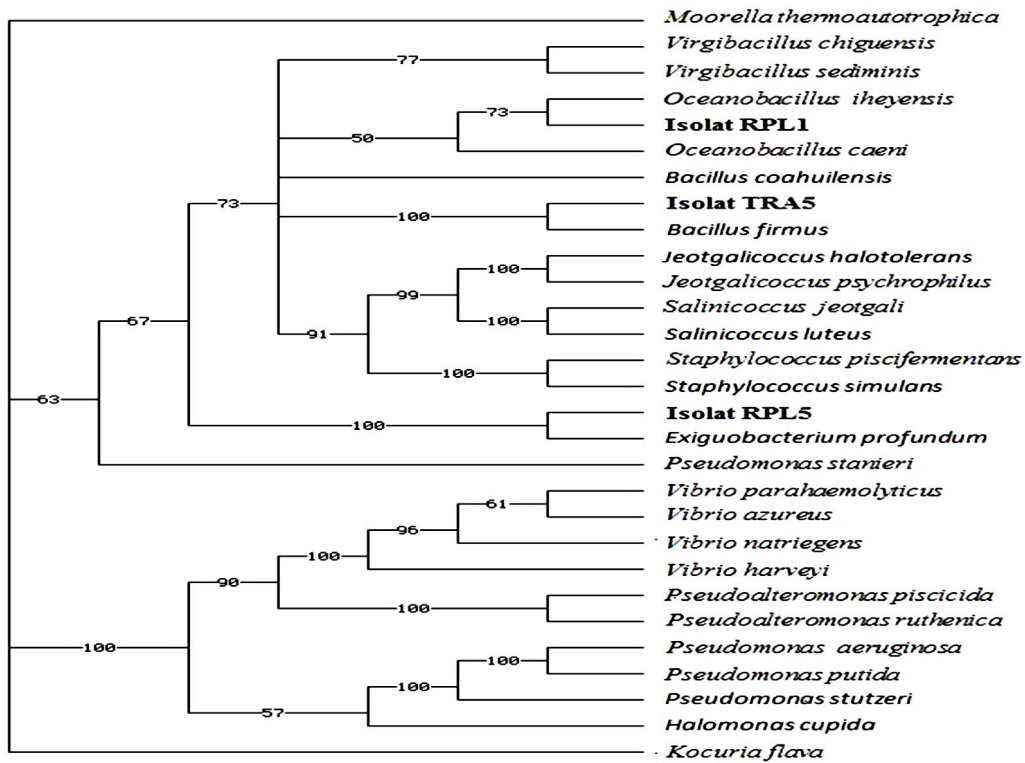 Moorella thermoautotrophica
Virgibacillus chiguensis
77
Virgibacillus sediminis
Oceanobacillus iheyensis
73
Isolat RPL1
50
Oceanobacillus caeni
Bacillus coahuilensis
73
Isolat TRA5
100
Bacillus firmus
Jeotgalicoccus halotolerans
100
Jeotgalicoccus psychrophilus
99
Salinicoccus jeotgali
67
100
91
Salinicoccus luteus
Staphylococcus piscifermentans
100
Staphylococcus simulans
63
Isolat RPL5
100
Exiguobacterium profundum
Pseudomonas stanieri
Vibrio parahaemolyticus
61
Vibrio azureus
96
Vibrio natriegens
100
Vibrio harveyi
90
Pseudoalteromonas piscicida
100
Pseudoalteromonas ruthenica
Pseudomonas aeruginosa
100
100
Pseudomonas putida
100
Pseudomonas stutzeri
57
Halomonas cupida
Kocuria flava